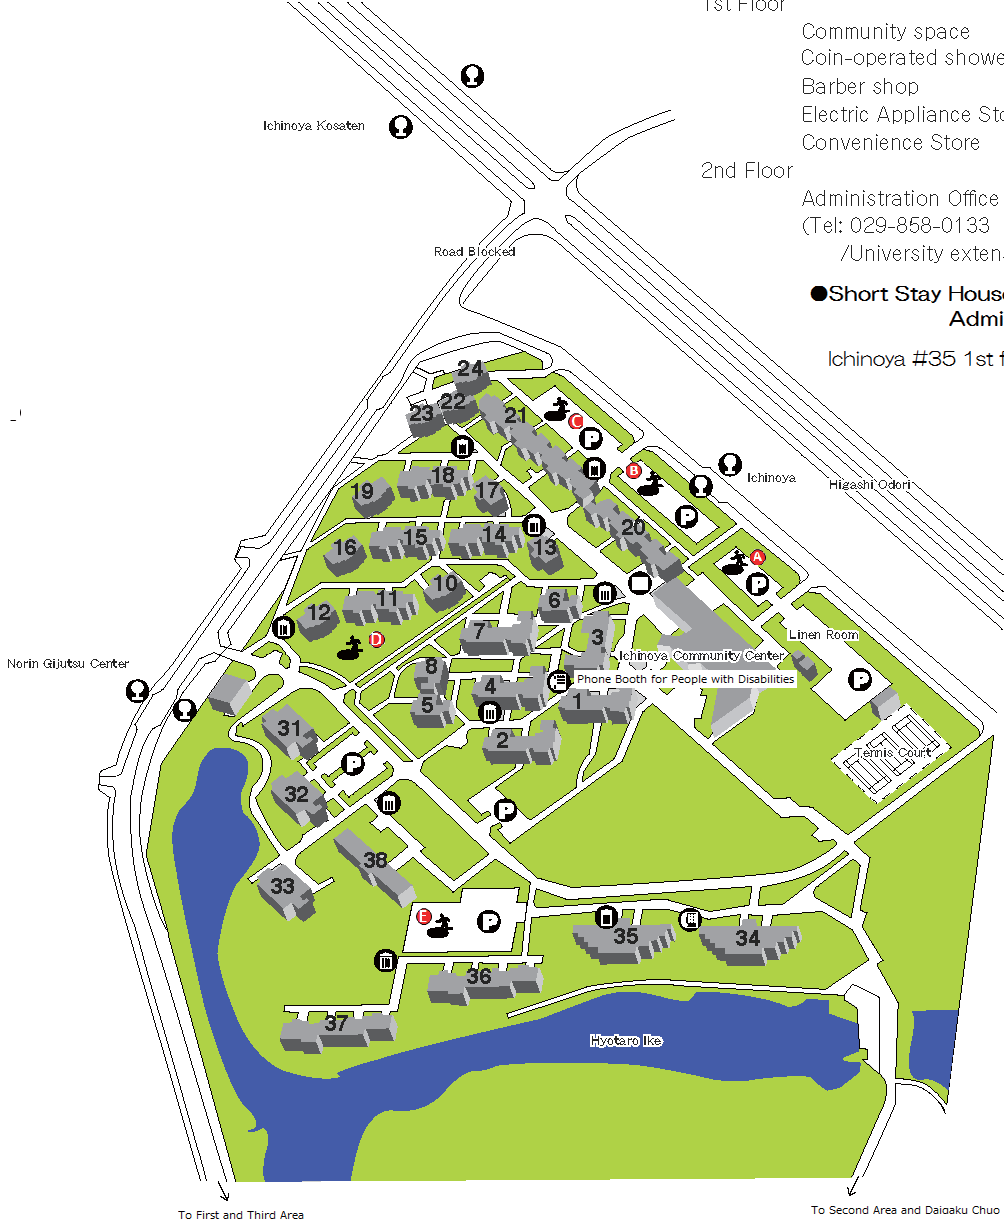 1st Floor
Community space
Coin-operated showe
Barber shop
Electric Appliance Sto
Convenience Store
2nd Floor
Administration Office
(Tel: 029-858-0133
/University exten
●Short Stay Hous
Admi
Ichinoya #35 1st f
Ichinoya Kosaten
Road Blocked
24
22
23
21
C
P
B
Ichinoya
Higashi Odori
18
19
17
P
20
15
14
16
13
A
P
10
11
12
6
D
7
3
Linen Room
Norin Gijutsu Center
Ichinoya Community Center
8
Phone Booth for People with Disabilities
P
4
5
1
31
2
Tennis Court
P
32
P
38
33
E
P
35
34
36
37
Hyotaro Ike
To First and Third Area
To Second Area and Daigaku Chuo